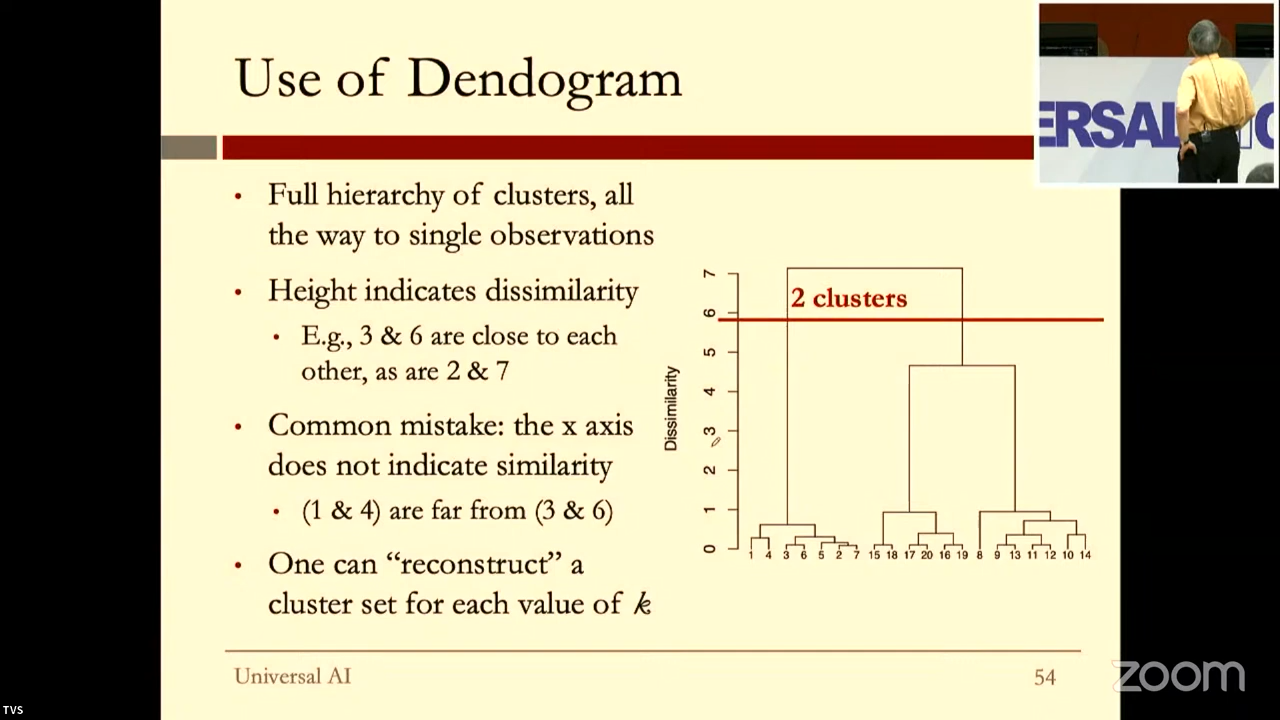 Use of Dendogram
• Full hierarchy of clusters, all
the way to single observations
• Height indicates dissimilarity
• E.g., 3 & 6 are close to each
other, as are 2 & 7
• Common mistake: the x axis
does not indicate similarity
• (1 & 4) are far from (3 & 6)
• One can “reconstruct” a
cluster set for each value of k
2 clusters
Dissimilarity
7
6
5
4
3
2
1
0
1 4 3 6 5 2 7 15 18 17 20 16 19 8 9 13 11 12 10 14
Universal AI
54
ERSAL
zoom
TVS